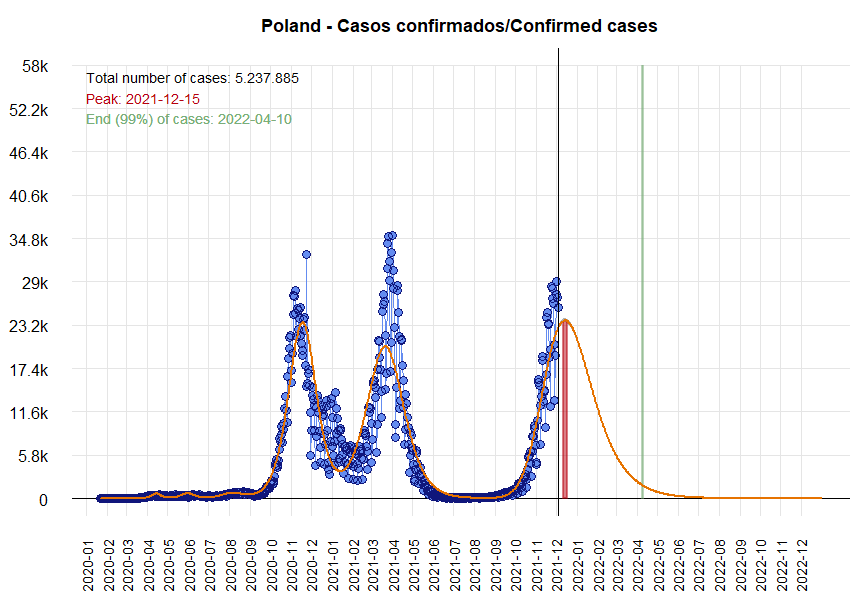 Poland - Casos confirmados/Confirmed cases
Total number of cases: 5.237.885
Peak: 2021-12-15
End (99%) of cases: 2022-04-10
58k
52.2k
46.4k
40.6k
34.8k
29k
23.2k
17.4k
11.6k
5.8k
0
2020-01
2020-02
2020-03
2020-04
2020-05
2020-06
2020-07
2020-08
2020-09
2020-10
2020-11
2020-12
2021-01
2021-02
2021-03
2021-04
2021-05
2021-06
2021-07
2021-08
2021-09
2021-10
2021-11
2021-12
2022-01
2022-02
2022-03
2022-04
2022-05
2022-06
2022-07
2022-08
2022-09
2022-10
2022-11
2022-12